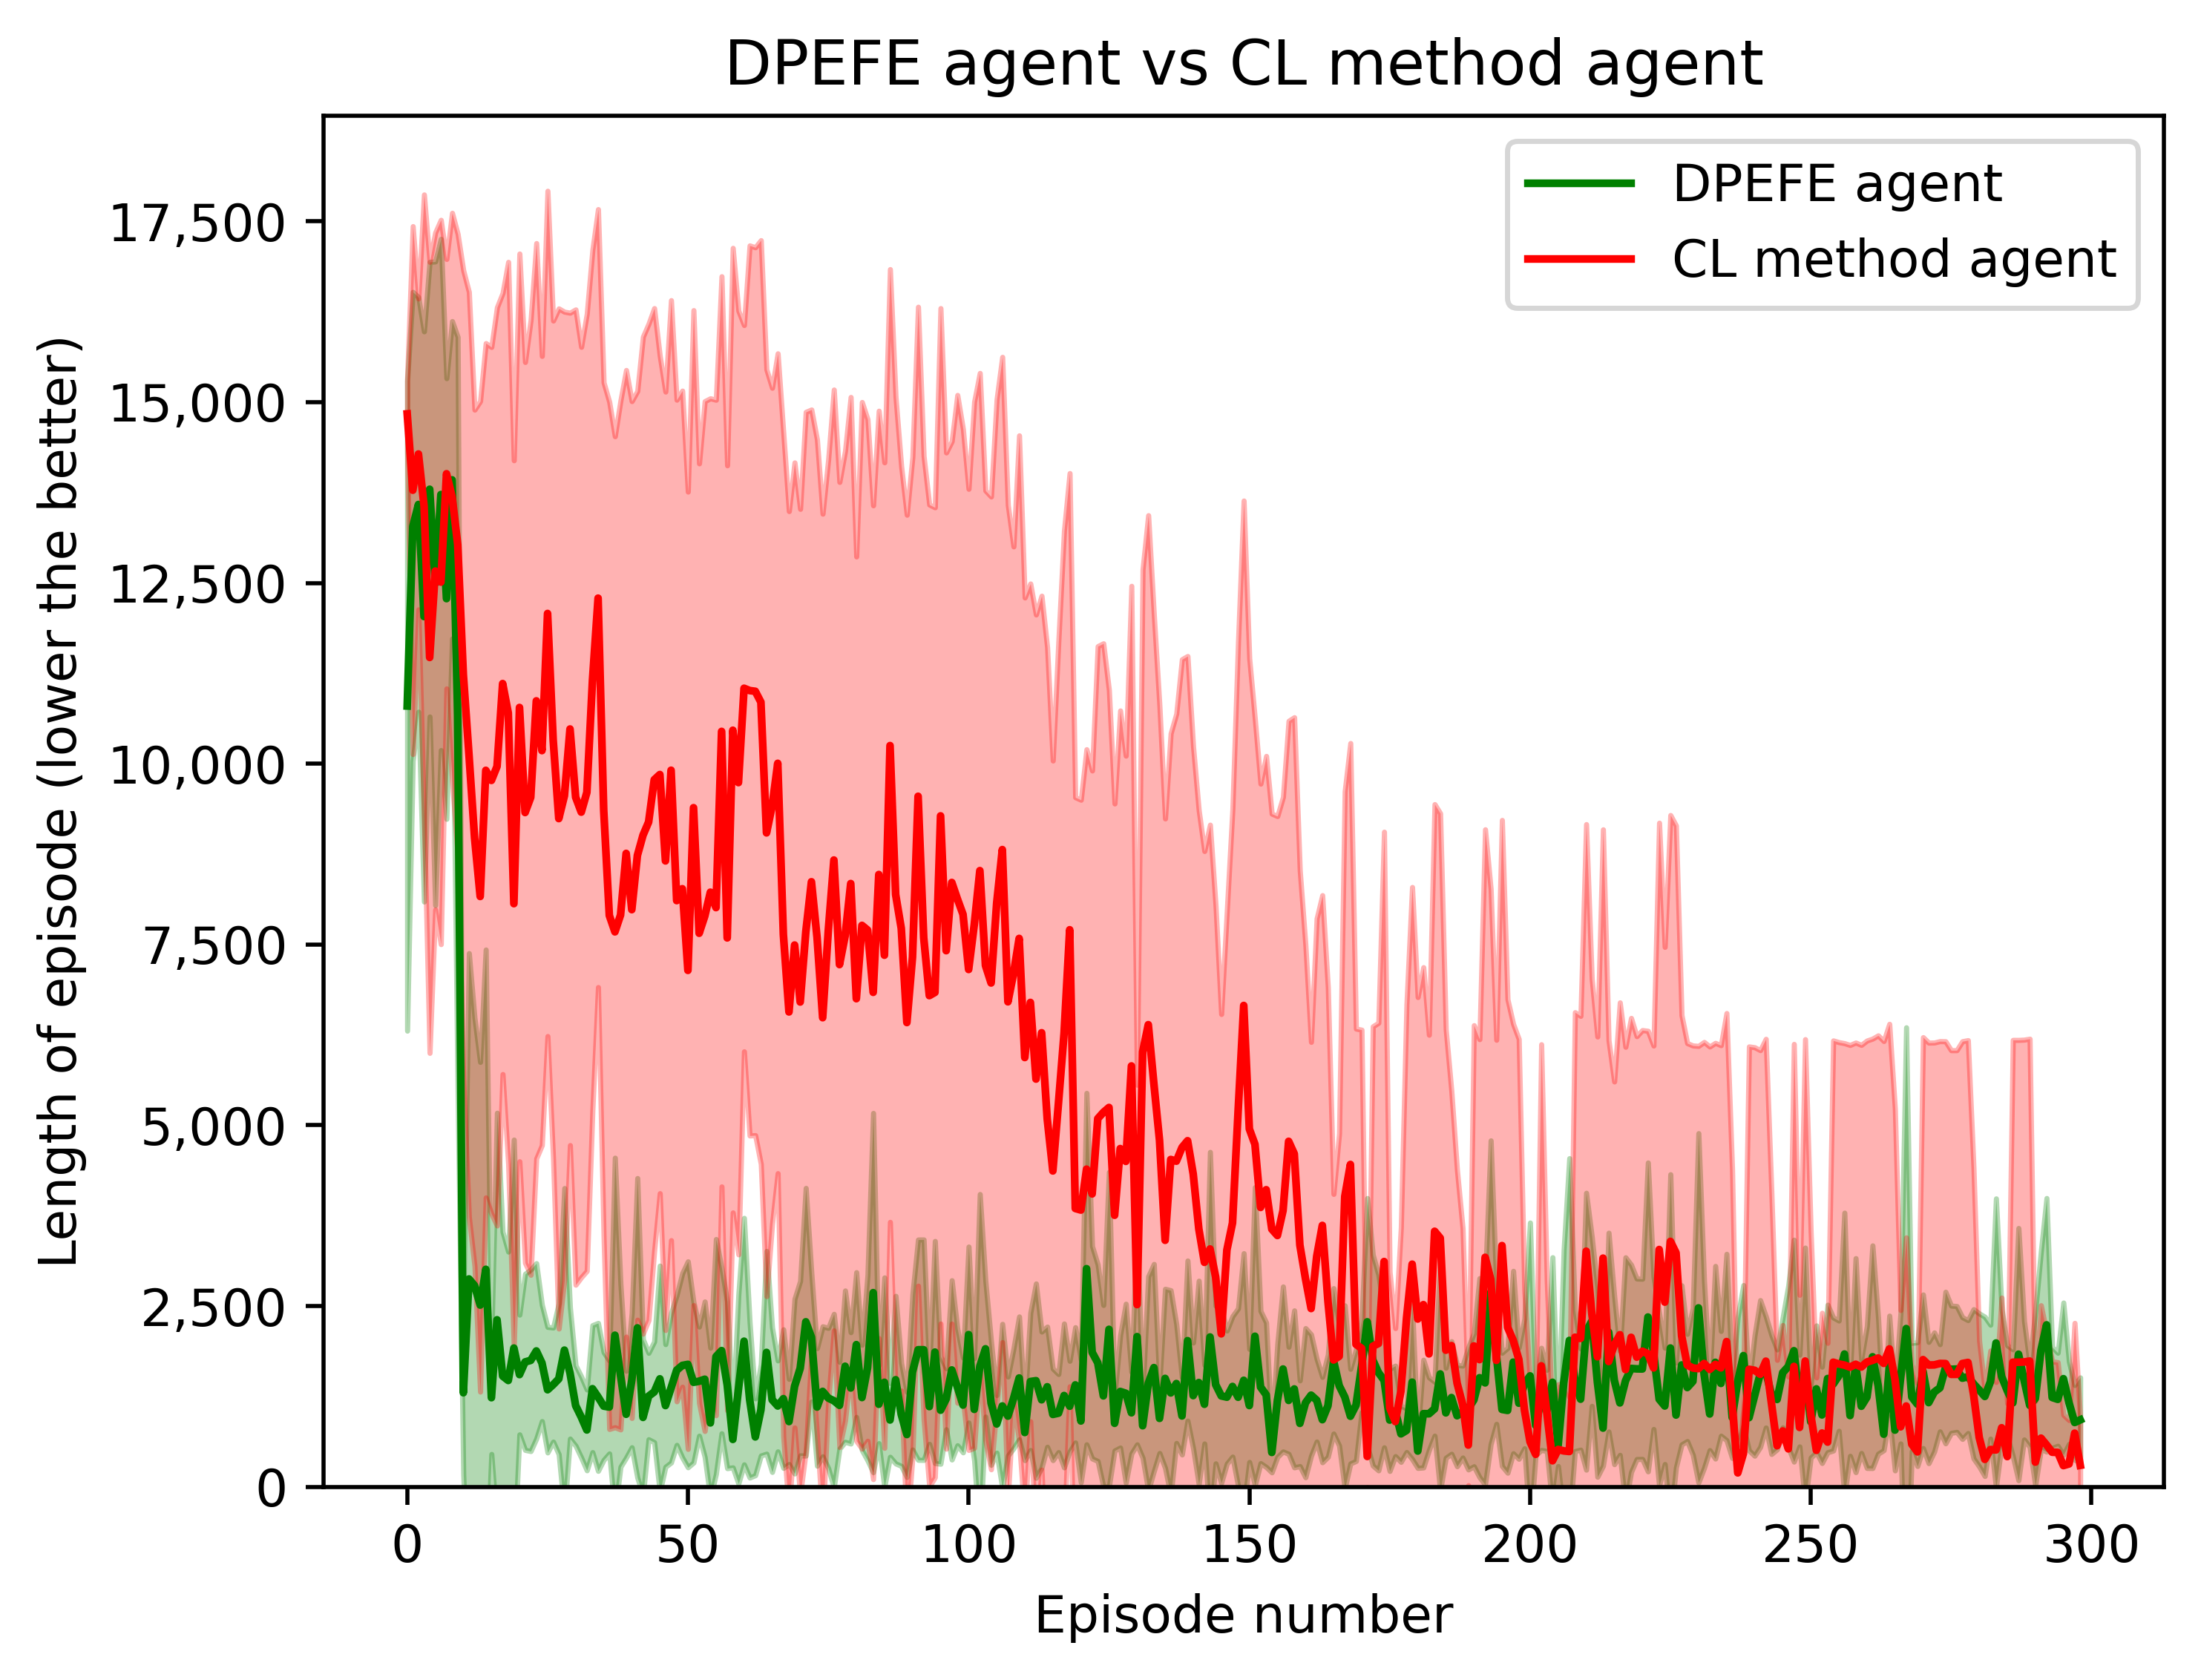 DPEFE agent vs CL method agent
DPEFE agent
CL method agent
Length of episode (lower the better)
17,500
15,000
12,500
10,000
7,500
5,000
2,500
0
0 50 100 150 200 250 300
Episode number